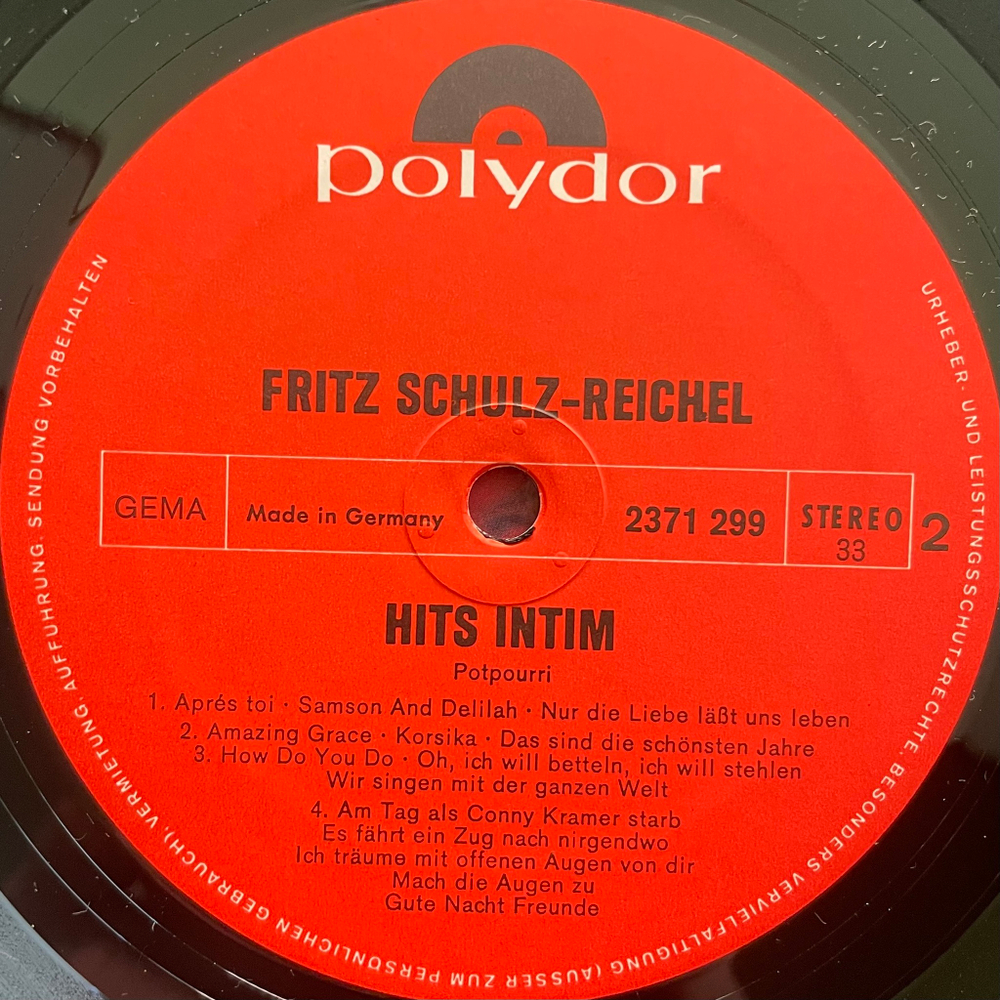 polydor
FRITZ SCHULZ-REICHEL
GEMA
Made in Germany
2371 299
STEREO
33
2
HITS INTIM
Potpourri
1. Aprés toi · Samson And Delilah · Nur die Liebe läßt uns leben
2. Amazing Grace · Korsika · Das sind die schönsten Jahre
3. How Do You Do · Oh, ich will betteln, ich will stehlen
Wir singen mit der ganzen Welt
4. Am Tag als Conny Kramer starb
Es fährt ein Zug nach nirgendwo
Ich träume mit offenen Augen von dir
Mach die Augen zu
Gute Nacht Freunde
URHEBER- UND LEISTUNGSSCHUTZRECHTE, BESONDERS VERVIELFÄLTIGUNG (AUSSER ZUM PERSÖNLICHEN GEBRAUCH), VERMIETUNG, AUFFÜHRUNG, SENDUNG VORBEHALTEN